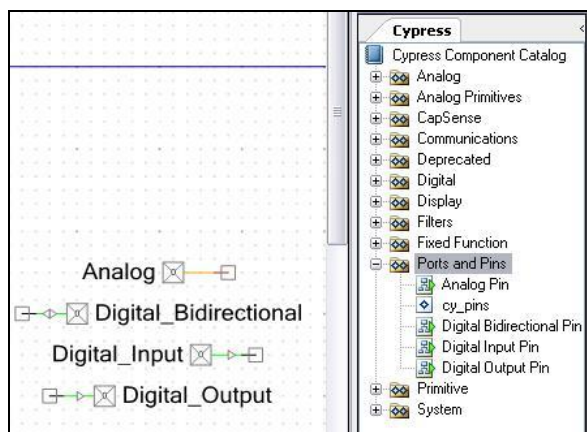 Analog
Digital_Bidirectional
Digital_Input
Digital_Output
Cypress
Cypress Component Catalog
Analog
Analog Primitives
CapSense
Communications
Deprecated
Digital
Display
Filters
Fixed Function
Ports and Pins
Analog Pin
cy_pins
Digital Bidirectional Pin
Digital Input Pin
Digital Output Pin
Primitive
System